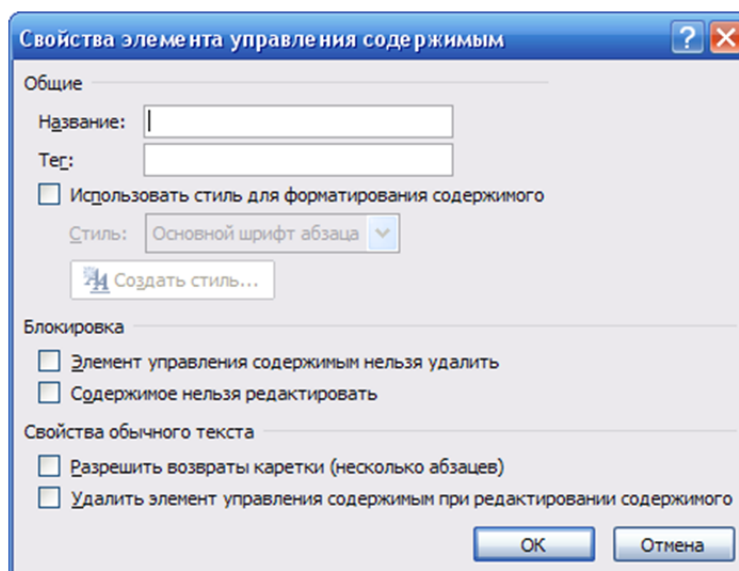 Свойства элемента управления содержимым
Общие
Название:
Тег:
Использовать стиль для форматирования содержимого
Стиль: Основной шрифт абзаца
Создать стиль...
Блокировка
Элемент управления содержимым нельзя удалить
Содержимое нельзя редактировать
Свойства обычного текста
Разрешить возвраты каретки (несколько абзацев)
Удалить элемент управления содержимым при редактировании содержимого
ОК Отмена